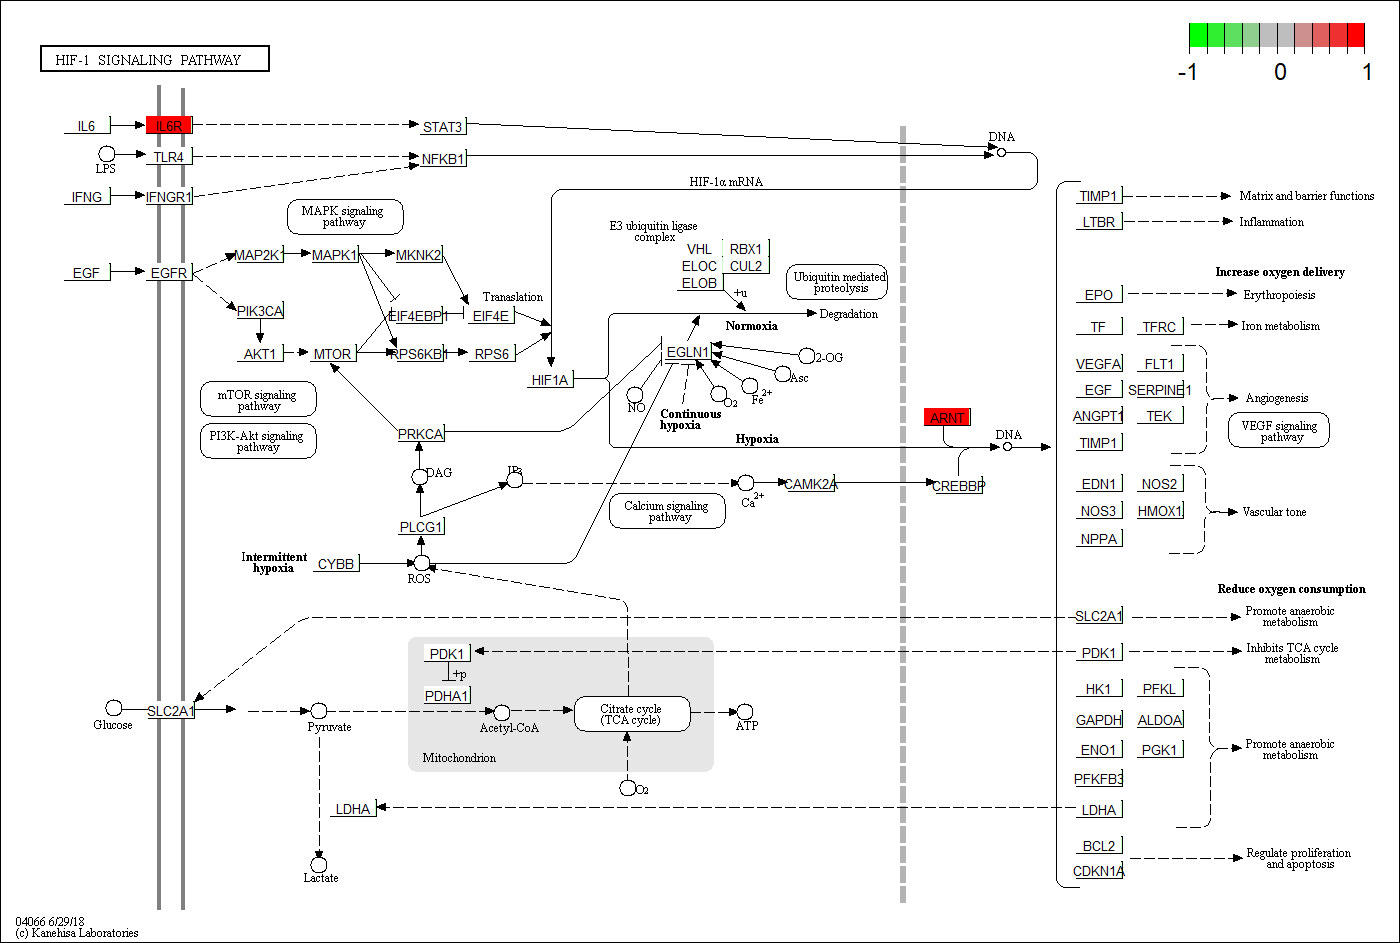 HIF-1 SIGNALING PATHWAY
-1 0 1
IL6
IL6R
STAT3
DNA
LPS
TLR4
NFKB1
IFNG
IFNGR1
HIF-1α mRNA
MAPK signaling
pathway
E3 ubiquitin ligase
complex
VHL RBX1
ELOC CUL2
ELOB
+u
Ubiquitin mediated
proteolysis
EGF
EGFR
MAP2K1
MAPK1
MKNK2
Translation
PIK3CA
EIF4EBP1
EIF4E
Degradation
Normoxia
AKT1
MTOR
RPS6KB1
RPS6
HIF1A
EGLN1
2-OG
Asc
Fe2+
O2
NO
Continuous
hypoxia
mTOR signaling
pathway
PI3K-Akt signaling
pathway
PRKCA
Hypoxia
ARNT
DNA
DAG
IP3
Ca2+
CAMK2A
CREBBP
Calcium signaling
pathway
PLCG1
Intermittent
hypoxia
CYBB
ROS
TIMP1
Matrix and barrier functions
LTBR
Inflammation
Increase oxygen delivery
EPO
Erythropoiesis
TF TFRC
Iron metabolism
VEGFA FLT1
EGF SERPINE1
Angiogenesis
ANGPT1 TEK
VEGF signaling
pathway
TIMP1
EDN1 NOS2
NOS3 HMOX1
Vascular tone
NPPA
Reduce oxygen consumption
SLC2A1
Promote anaerobic
metabolism
PDK1
Inhibits TCA cycle
metabolism
HK1 PFKL
GAPDH ALDOA
ENO1 PGK1
Promote anaerobic
metabolism
PFKFB3
LDHA
BCL2
CDKN1A
Regulate proliferation
and apoptosis
PDK1
+p
PDHA1
Glucose
SLC2A1
Pyruvate
Acetyl-CoA
Citrate cycle
(TCA cycle)
ATP
Mitochondrion
O2
LDHA
Lactate
04066 6/29/18
(c) Kanehisa Laboratories